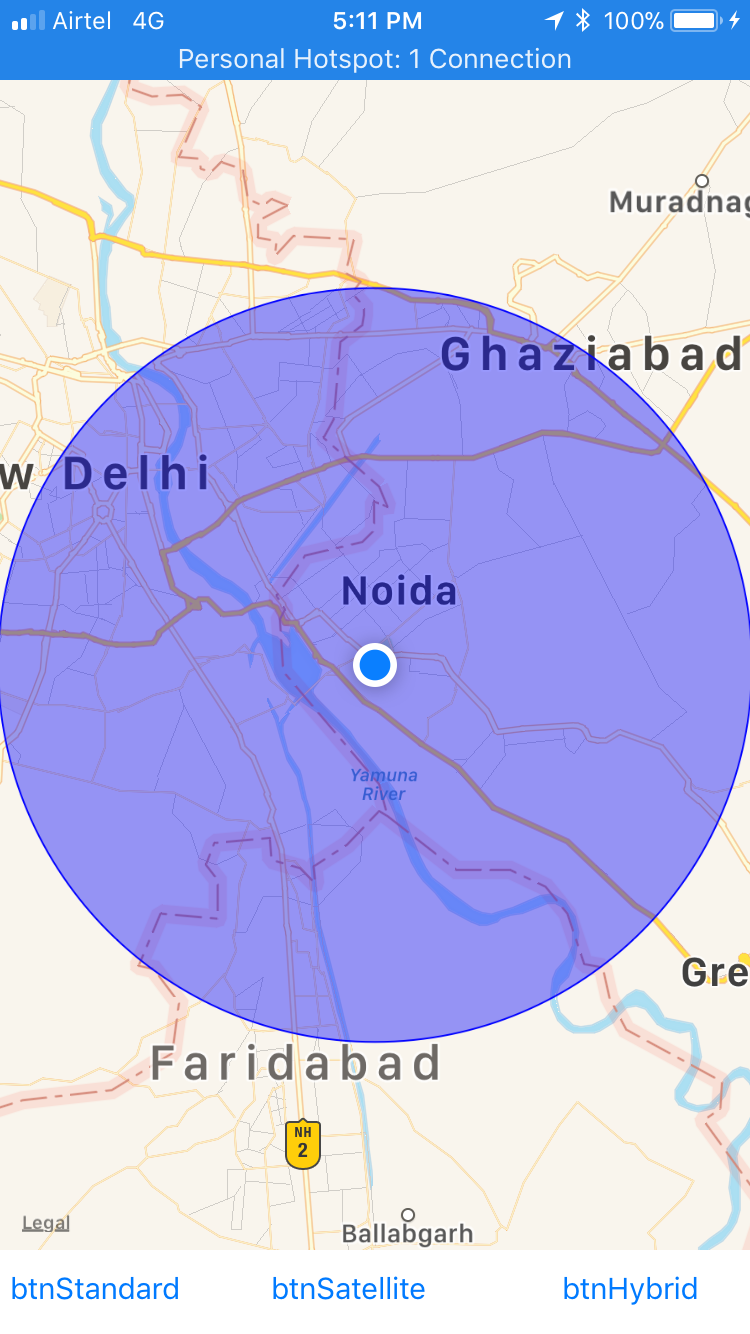 Airtel 4G 5:11 PM 100%
Personal Hotspot: 1 Connection
Muradnag
Ghaziabad
w Delhi
Noida
Yamuna
River
Gre
Faridabad
NH
2
Legal
Ballabgarh
btnStandard btnSatellite btnHybrid